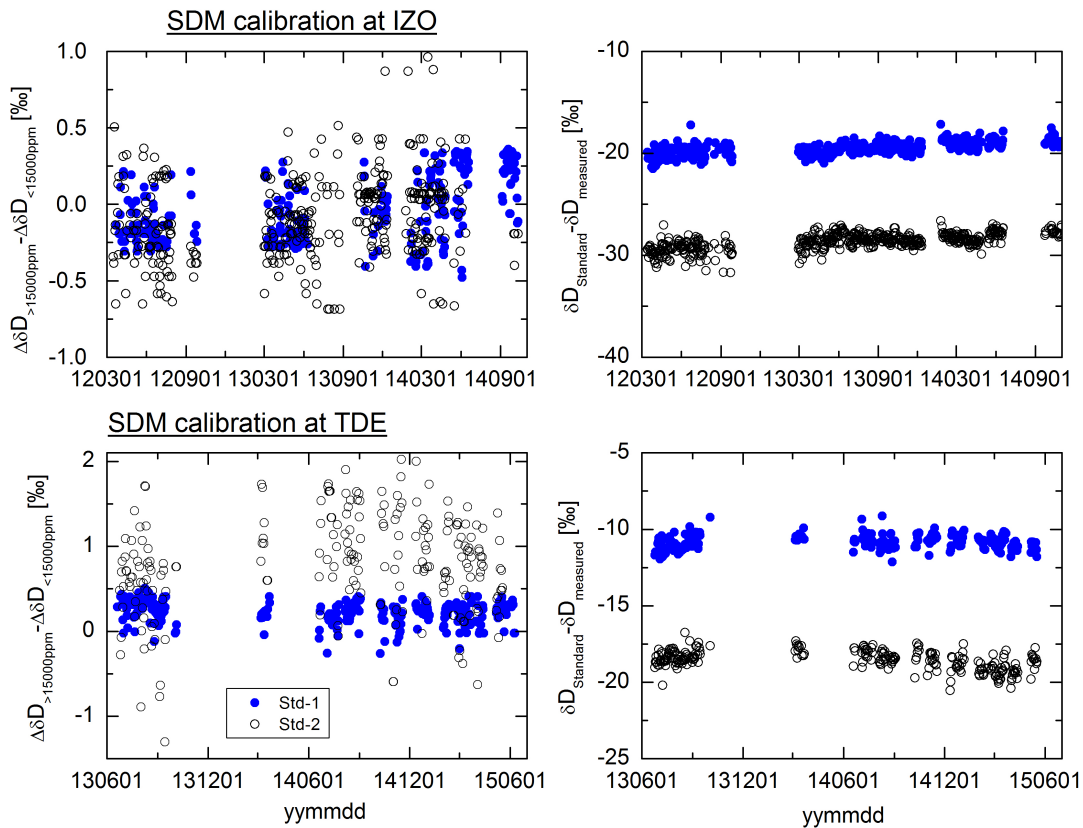 SDM calibration at IZO
ΔδD>15000ppm-ΔδD<15000ppm [‰]
1.0
0.5
0.0
-0.5
-1.0
120301 120901 130301 130901 140301 140901
δDStandard-δDmeasured [‰]
-10
-20
-30
-40
120301 120901 130301 130901 140301 140901
SDM calibration at TDE
ΔδD>15000ppm-ΔδD<15000ppm [‰]
2
1
0
-1
Std-1
Std-2
130601 131201 140601 141201 150601
yymmdd
δDStandard-δDmeasured [‰]
-5
-10
-15
-20
-25
130601 131201 140601 141201 150601
yymmdd